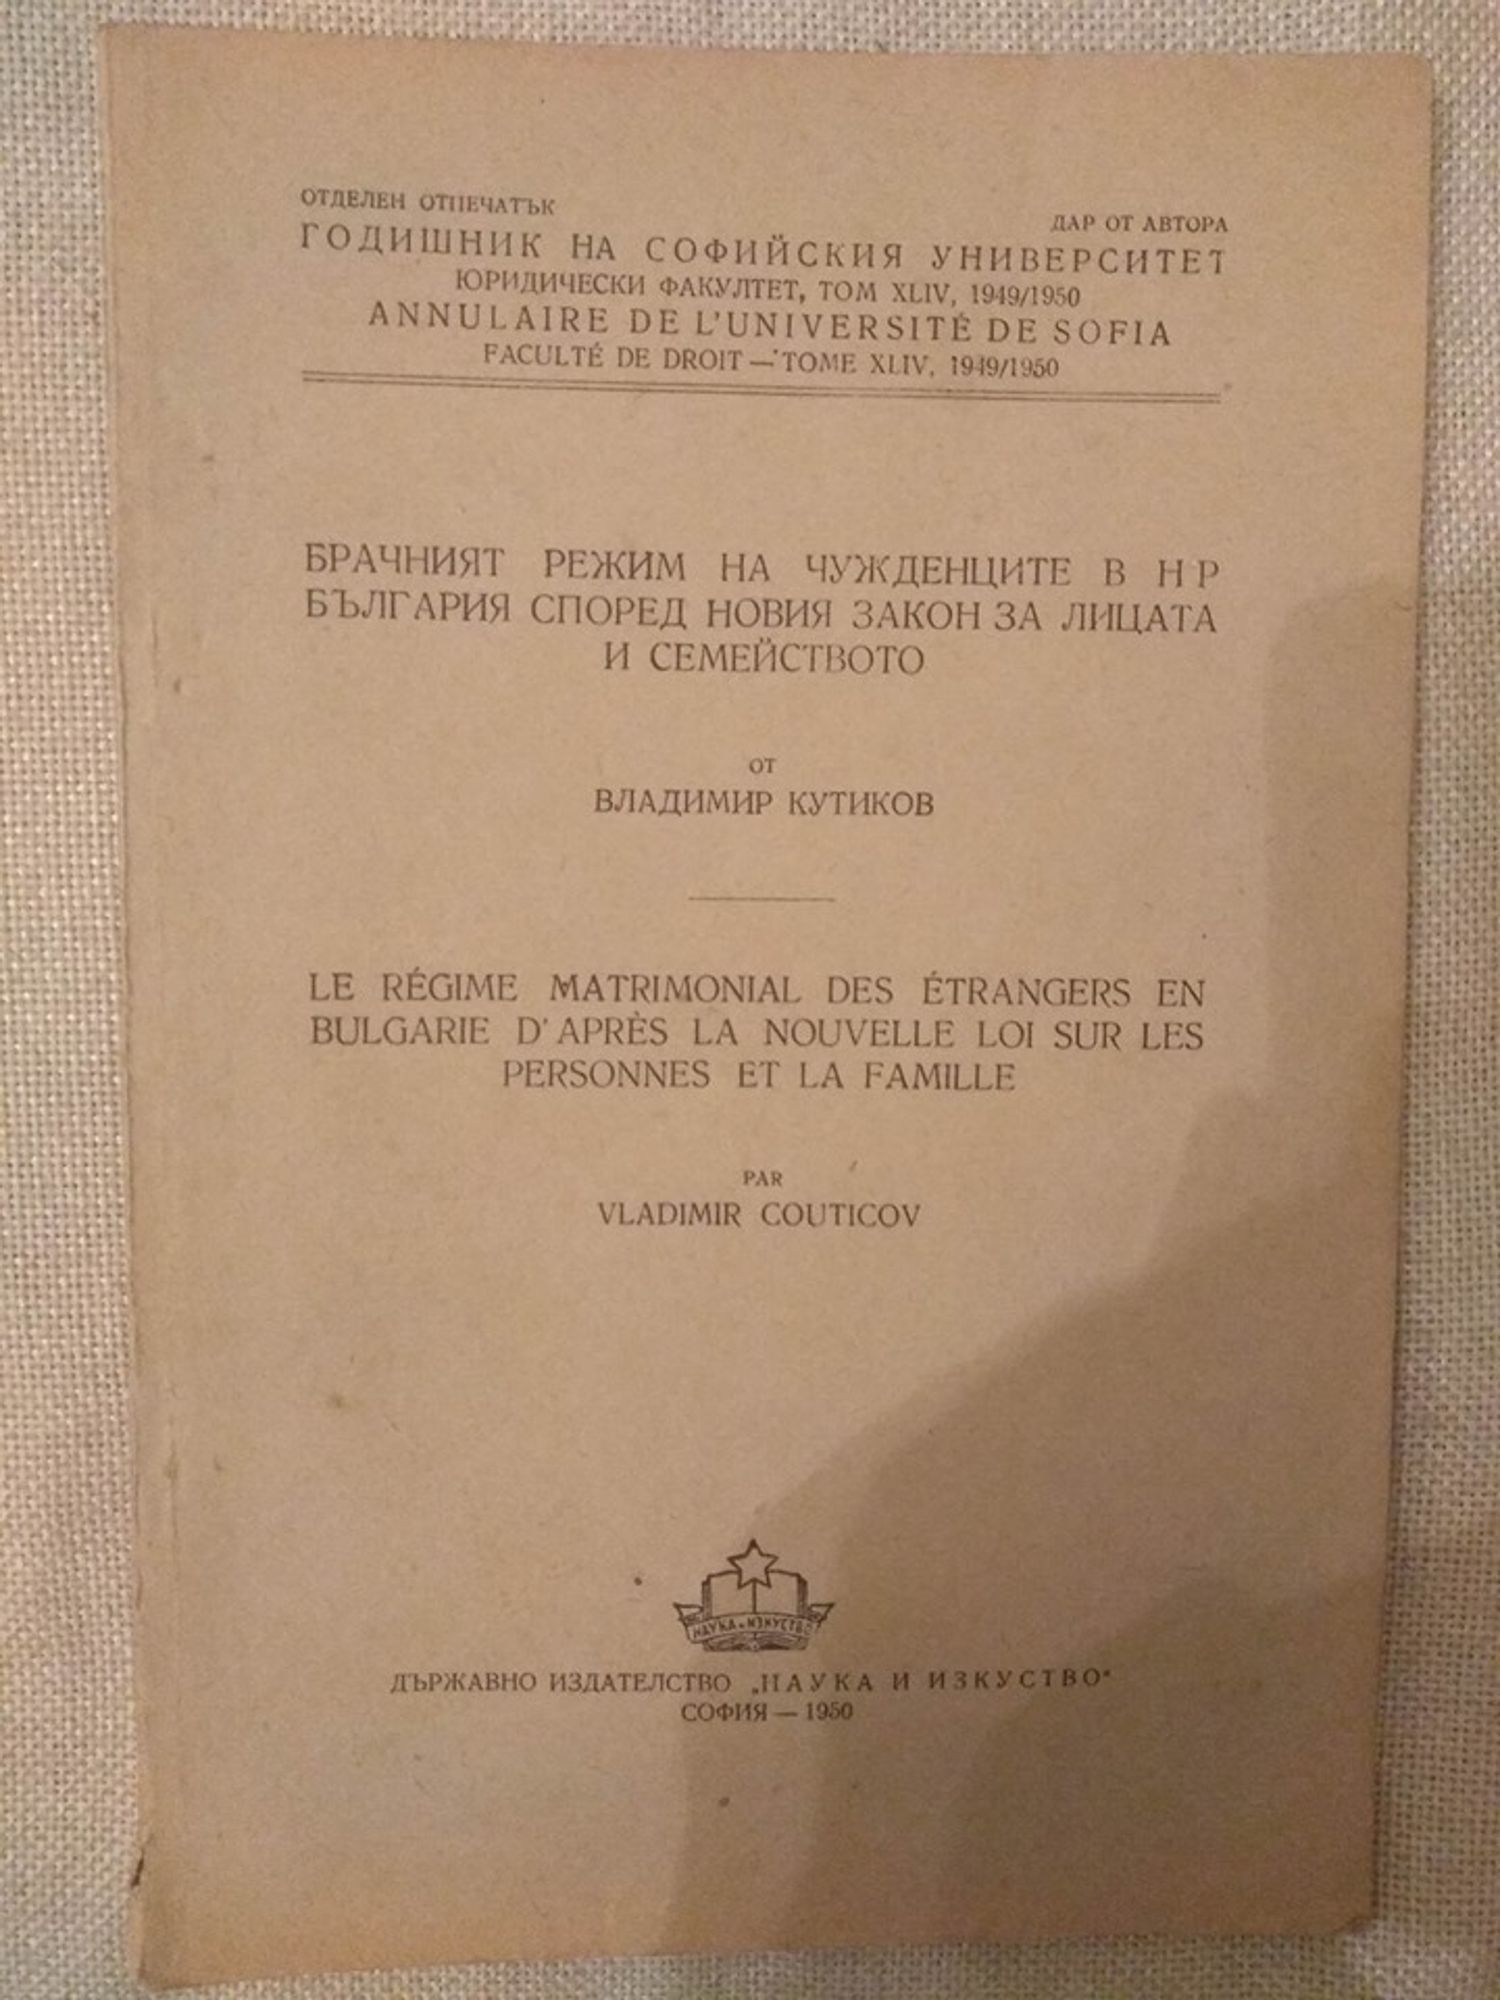 ОТДЕЛЕН ОТПЕЧАТЪК
ДАР ОТ АВТОРА
ГОДИШНИК НА СОФИЙСКИЯ УНИВЕРСИТЕТ
ЮРИДИЧЕСКИ ФАКУЛТЕТ, ТОМ XLIV, 1949/1950
ANNULAIRE DE L'UNIVERSITÉ DE SOFIA
FACULTÉ DE DROIT — TOME XLIV, 1949/1950
БРАЧНИЯТ РЕЖИМ НА ЧУЖДЕНЦИТЕ В Н Р
БЪЛГАРИЯ СПОРЕД НОВИЯ ЗАКОН ЗА ЛИЦАТА
И СЕМЕЙСТВОТО
ОТ
ВЛАДИМИР КУТИКОВ
LE RÉGIME MATRIMONIAL DES ÉTRANGERS EN
BULGARIE D'APRÈS LA NOUVELLE LOI SUR LES
PERSONNES ET LA FAMILLE
PAR
VLADIMIR COUTICOV
НАУКА и ИЗКУСТВО
ДЪРЖАВНО ИЗДАТЕЛСТВО „НАУКА И ИЗКУСТВО"
СОФИЯ — 1950